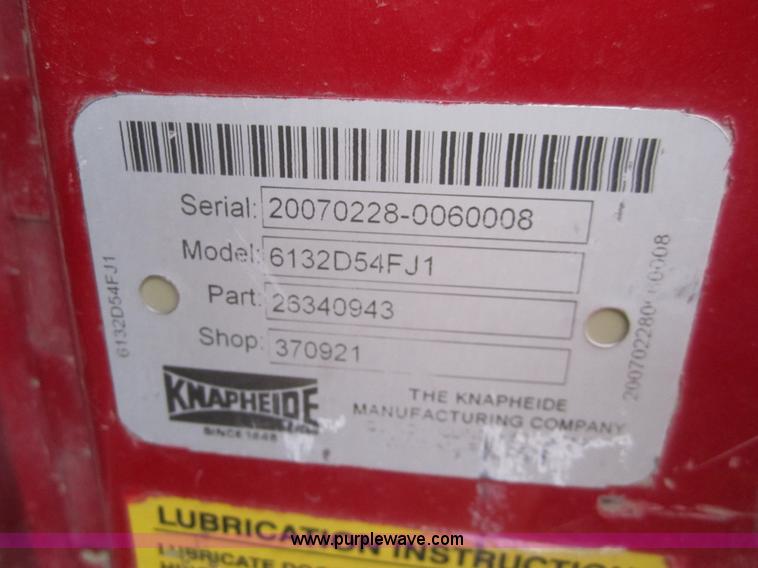 Serial: 20070228-0060008
Model: 6132D54FJ1
Part: 26340943
Shop: 370921
KNAPHEIDE
SINCE 1848
THE KNAPHEIDE
MANUFACTURING COMPANY
6132D54FJ1
LUBRICATION INSTRUCTION
www.purplewave.com
LUBRICATE